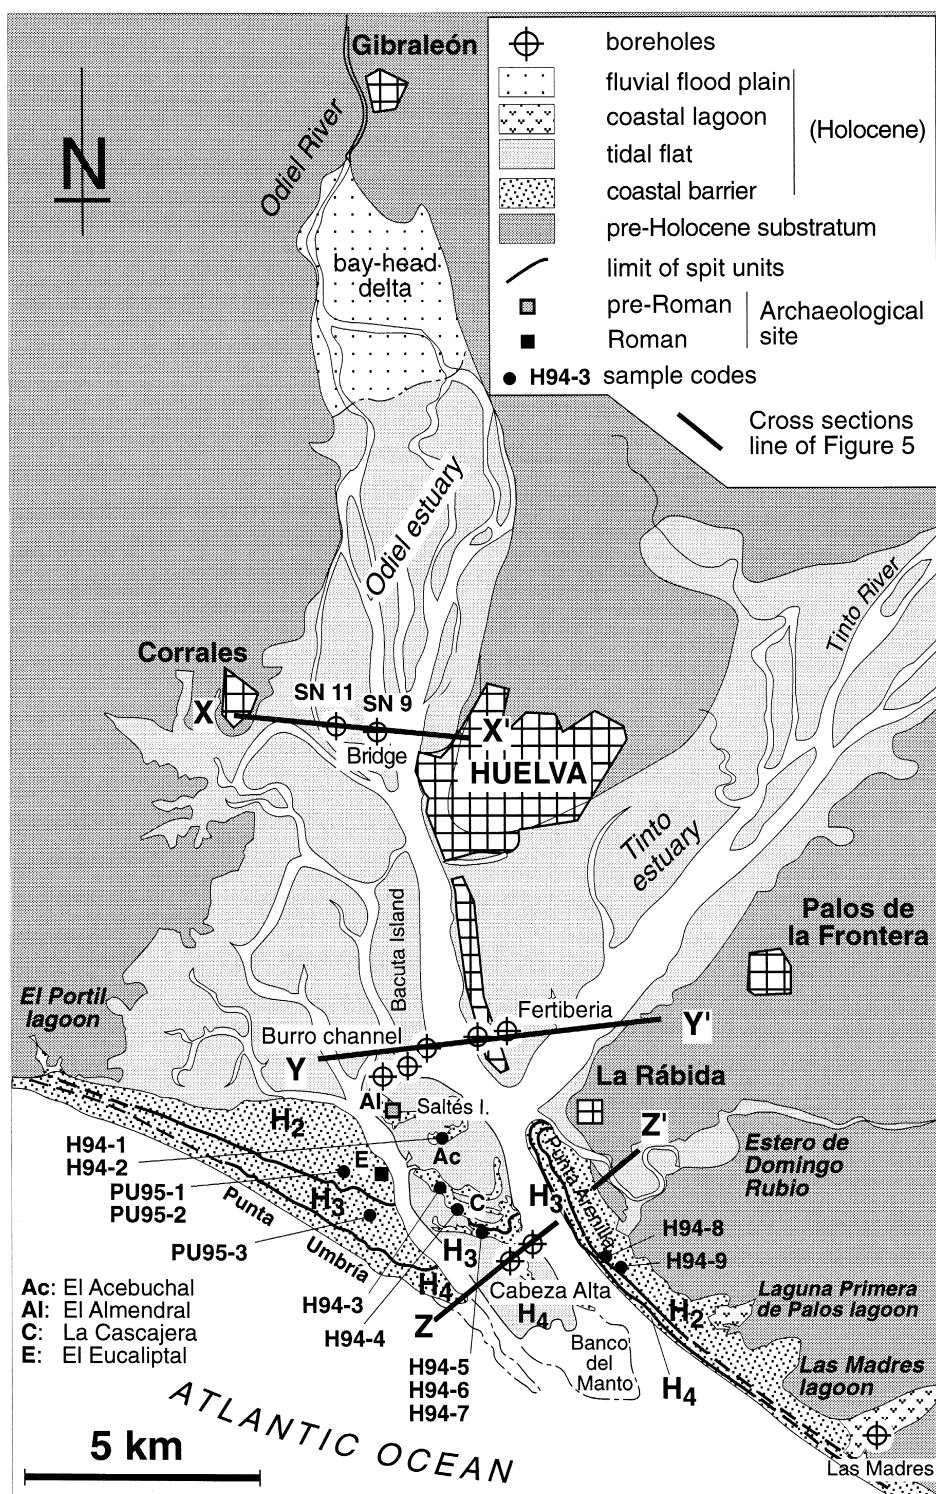 Gibraleón
boreholes
fluvial flood plain
coastal lagoon
(Holocene)
tidal flat
coastal barrier
pre-Holocene substratum
limit of spit units
pre-Roman
Archaeological
site
Roman
H94-3 sample codes
Cross sections
line of Figure 5
N
Odiel River
bay-head
delta
Odiel estuary
Tinto River
Corrales
SN 11
SN 9
X
X'
Bridge
HUELVA
Tinto
estuary
Palos de
la Frontera
Bacuta Island
El Portil
lagoon
Burro channel
Fertiberia
Y
Y'
La Rábida
Al
Saltés I.
Z'
H2
H94-1
H94-2
Ac
E
Estero de
Domingo
Rubio
PU95-1
PU95-2
H3
Punta
C
H3
Punta Arenilla
PU95-3
Umbría
H3
H94-8
H94-9
Ac: El Acebuchal
Al: El Almendral
C: La Cascajera
E: El Eucaliptal
H4
H94-3
H94-4
Z
Cabeza Alta
H4
H2
Laguna Primera
de Palos lagoon
Banco
del
Manto
H94-5
H94-6
H94-7
H4
Las Madres
lagoon
ATLANTIC OCEAN
5 km
Las Madres